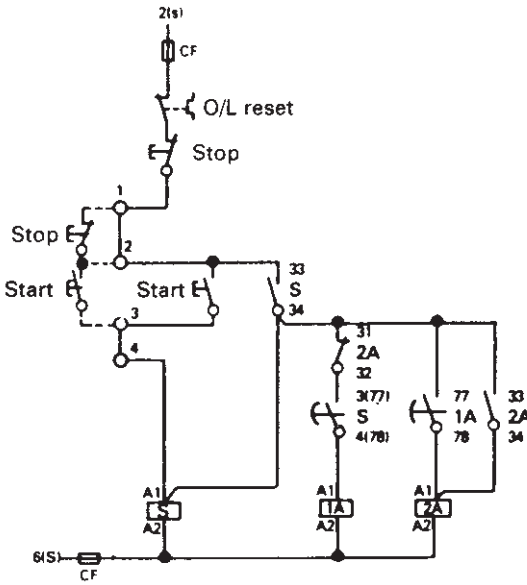 2(s)
CF
O/L reset
Stop
1
Stop
2
Start
Start
33
S
34
3
4
31
2A
32
3(77)
S
4(78)
77
1A
78
33
2A
34
A1
S
A2
A1
1A
A2
A1
2A
A2
6(S)
CF